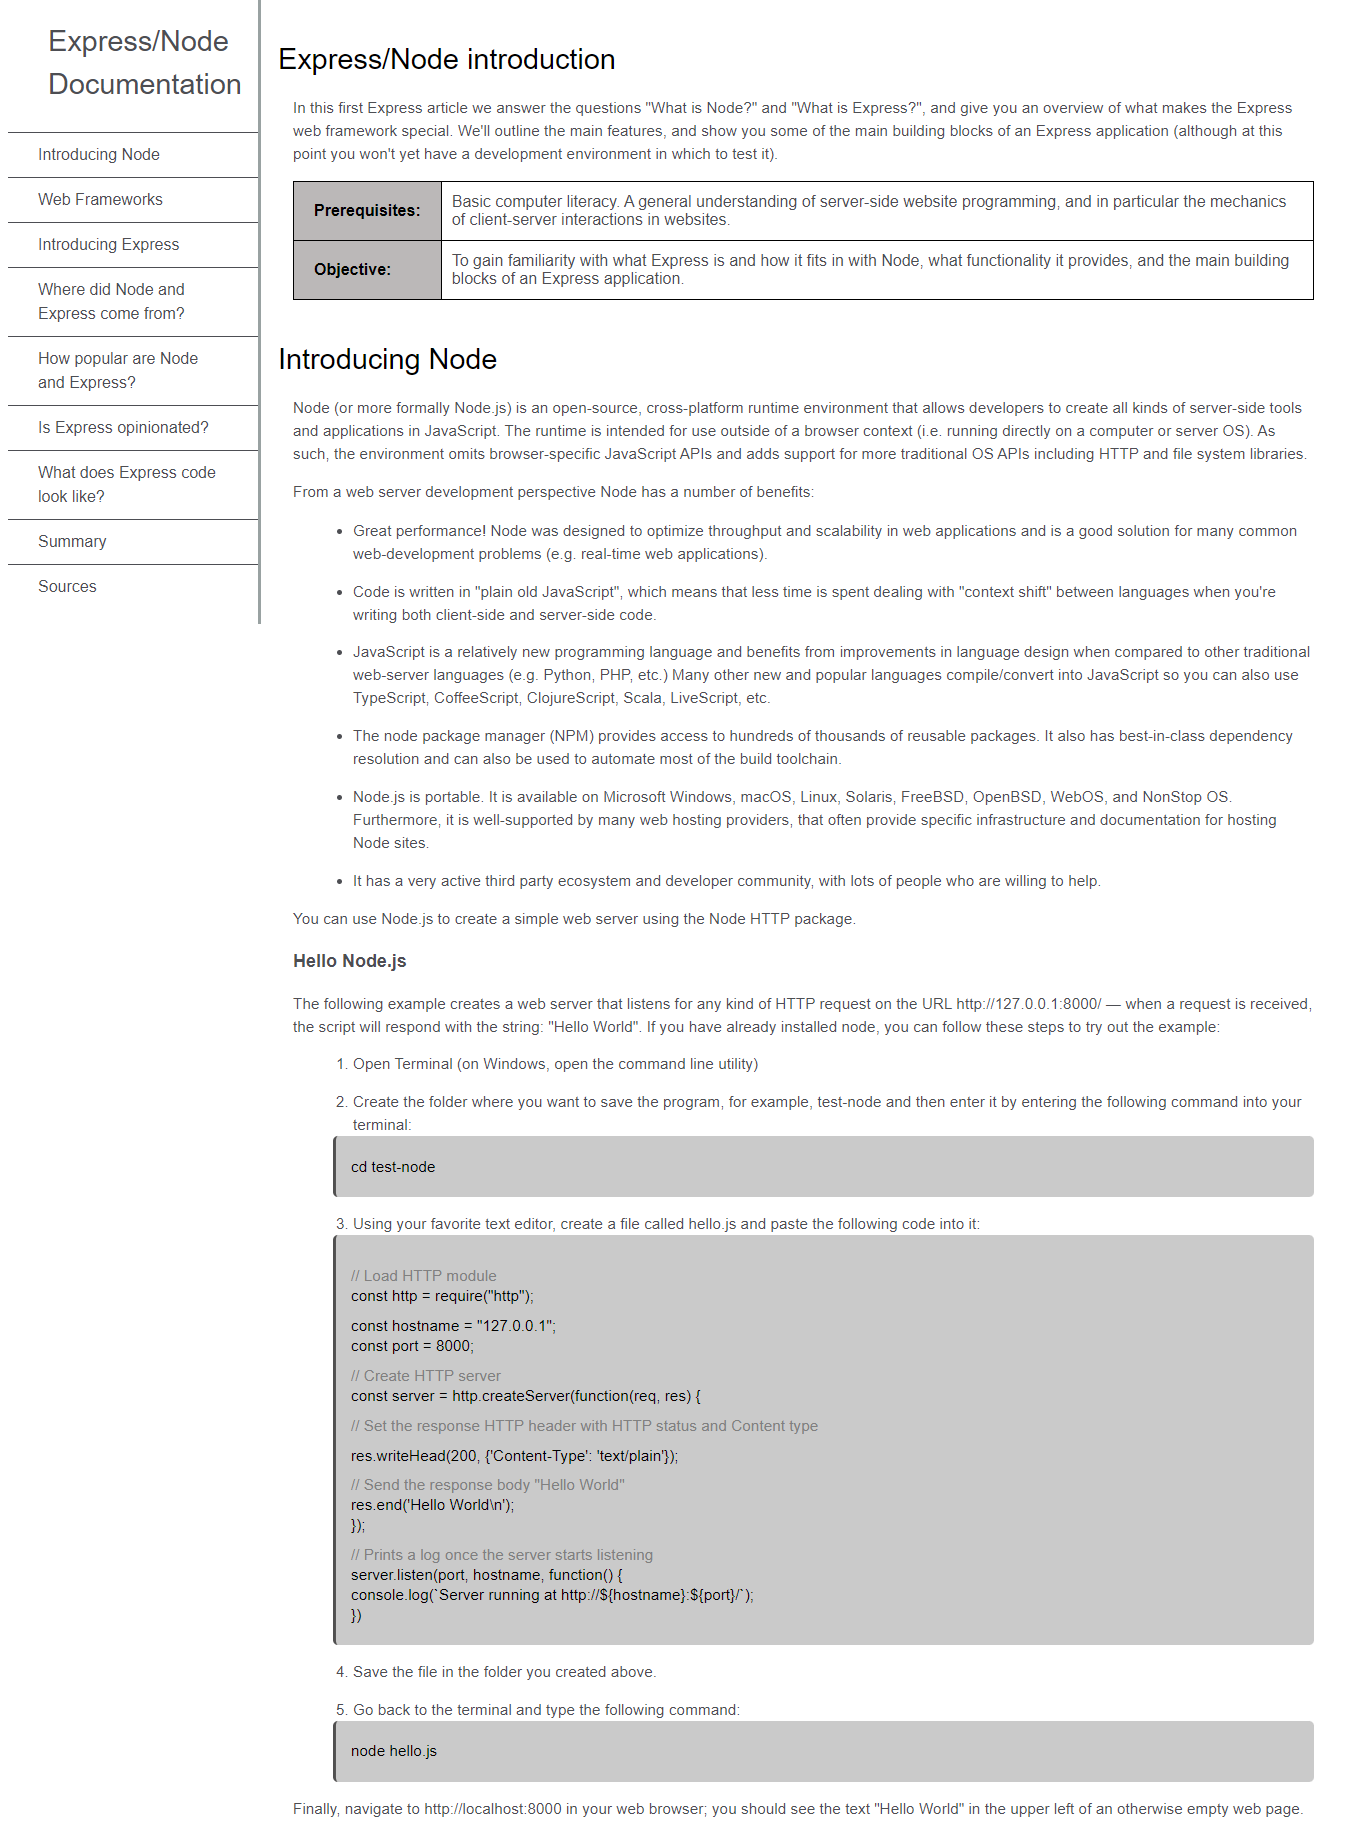 Express/Node
Documentation
Introducing Node
Web Frameworks
Introducing Express
Where did Node and
Express come from?
How popular are Node
and Express?
Is Express opinionated?
What does Express code
look like?
Summary
Sources
Express/Node introduction
In this first Express article we answer the questions "What is Node?" and "What is Express?", and give you an overview of what makes the Express
web framework special. We'll outline the main features, and show you some of the main building blocks of an Express application (although at this
point you won't yet have a development environment in which to test it).
Prerequisites:
Basic computer literacy. A general understanding of server-side website programming, and in particular the mechanics
of client-server interactions in websites.
Objective:
To gain familiarity with what Express is and how it fits in with Node, what functionality it provides, and the main building
blocks of an Express application.
Introducing Node
Node (or more formally Node.js) is an open-source, cross-platform runtime environment that allows developers to create all kinds of server-side tools
and applications in JavaScript. The runtime is intended for use outside of a browser context (i.e. running directly on a computer or server OS). As
such, the environment omits browser-specific JavaScript APIs and adds support for more traditional OS APIs including HTTP and file system libraries.
From a web server development perspective Node has a number of benefits:
• Great performance! Node was designed to optimize throughput and scalability in web applications and is a good solution for many common
web-development problems (e.g. real-time web applications).
• Code is written in "plain old JavaScript", which means that less time is spent dealing with "context shift" between languages when you're
writing both client-side and server-side code.
• JavaScript is a relatively new programming language and benefits from improvements in language design when compared to other traditional
web-server languages (e.g. Python, PHP, etc.) Many other new and popular languages compile/convert into JavaScript so you can also use
TypeScript, CoffeeScript, ClojureScript, Scala, LiveScript, etc.
• The node package manager (NPM) provides access to hundreds of thousands of reusable packages. It also has best-in-class dependency
resolution and can also be used to automate most of the build toolchain.
• Node.js is portable. It is available on Microsoft Windows, macOS, Linux, Solaris, FreeBSD, OpenBSD, WebOS, and NonStop OS.
Furthermore, it is well-supported by many web hosting providers, that often provide specific infrastructure and documentation for hosting
Node sites.
• It has a very active third party ecosystem and developer community, with lots of people who are willing to help.
You can use Node.js to create a simple web server using the Node HTTP package.
Hello Node.js
The following example creates a web server that listens for any kind of HTTP request on the URL http://127.0.0.1:8000/ — when a request is received,
the script will respond with the string: "Hello World". If you have already installed node, you can follow these steps to try out the example:
1. Open Terminal (on Windows, open the command line utility)
2. Create the folder where you want to save the program, for example, test-node and then enter it by entering the following command into your
terminal:
cd test-node
3. Using your favorite text editor, create a file called hello.js and paste the following code into it:
// Load HTTP module
const http = require("http");
const hostname = "127.0.0.1";
const port = 8000;
// Create HTTP server
const server = http.createServer(function(req, res) {
// Set the response HTTP header with HTTP status and Content type
res.writeHead(200, {'Content-Type': 'text/plain'});
// Send the response body "Hello World"
res.end('Hello World\n');
});
// Prints a log once the server starts listening
server.listen(port, hostname, function() {
console.log(`Server running at http://${hostname}:${port}/`);
})
4. Save the file in the folder you created above.
5. Go back to the terminal and type the following command:
node hello.js
Finally, navigate to http://localhost:8000 in your web browser; you should see the text "Hello World" in the upper left of an otherwise empty web page.